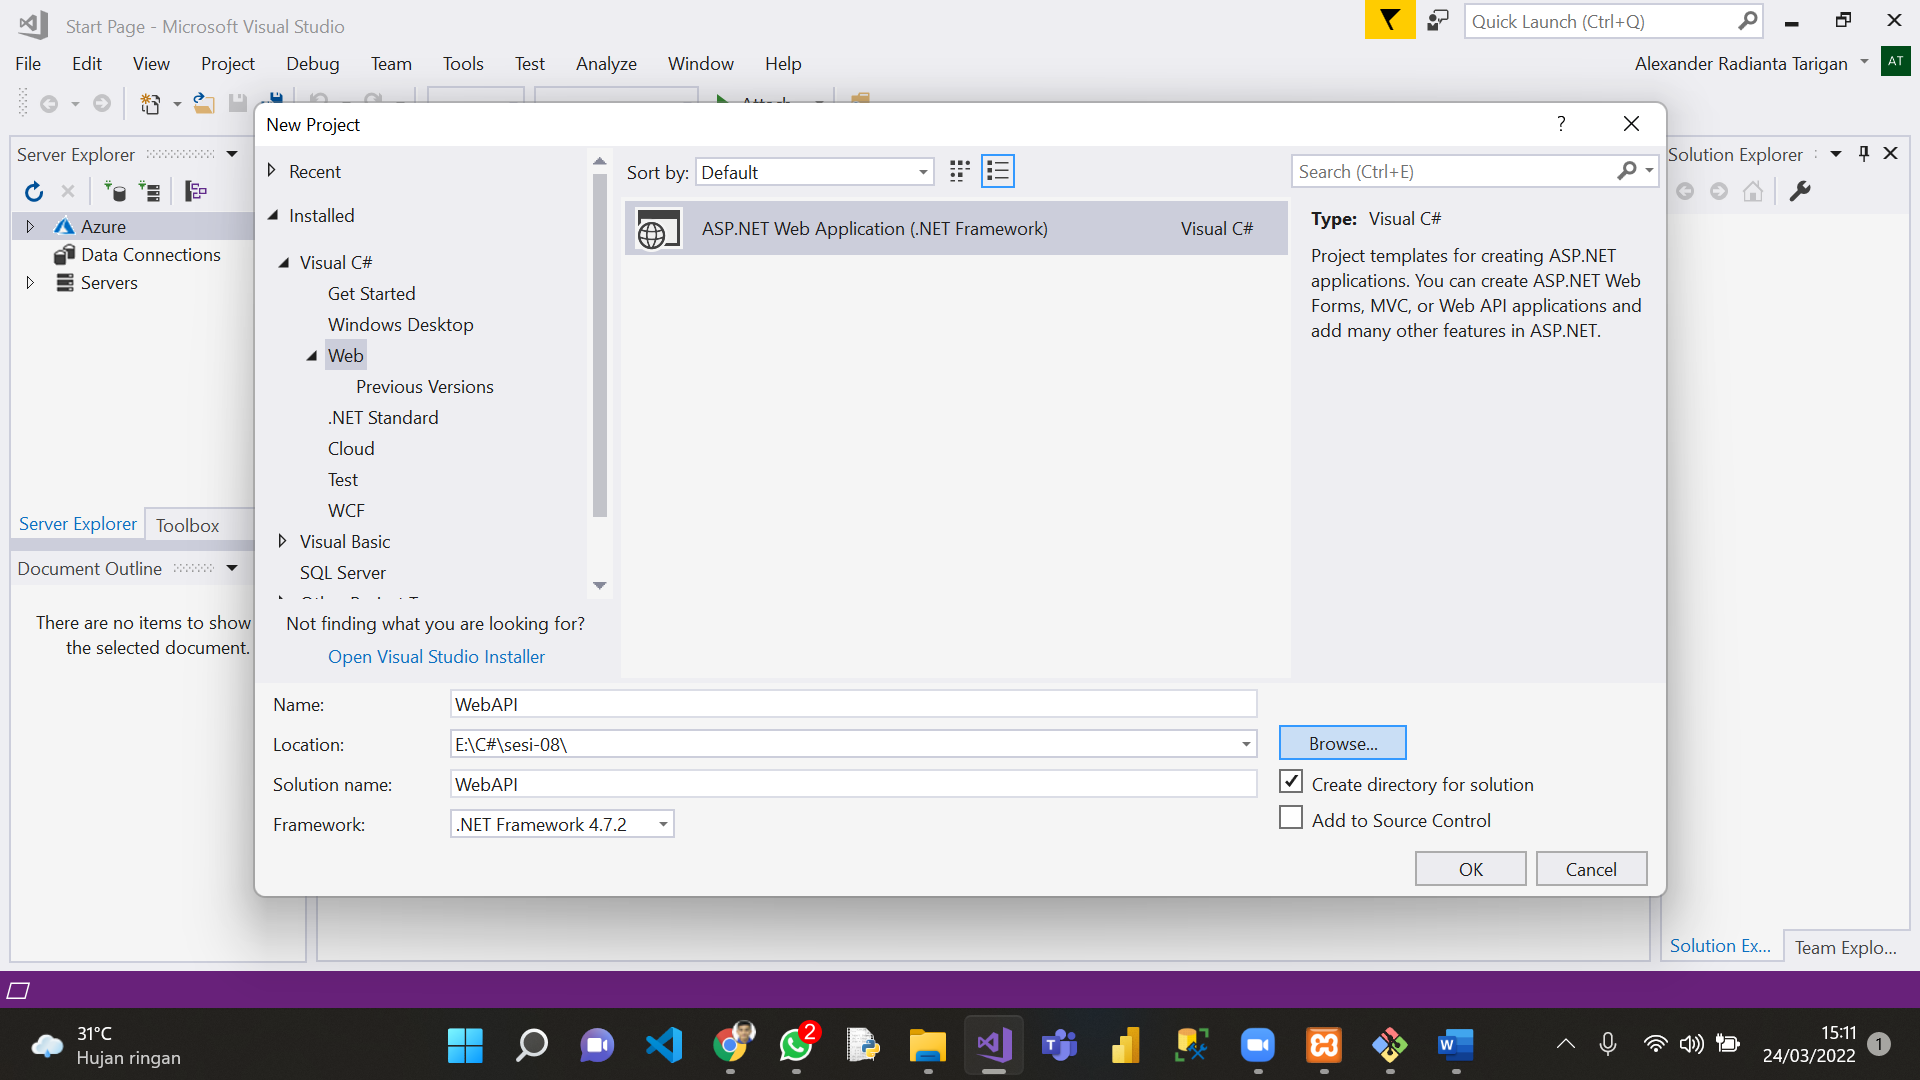 Start Page - Microsoft Visual Studio
Quick Launch (Ctrl+Q)
File Edit View Project Debug Team Tools Test Analyze Window Help
Alexander Radianta Tarigan AT
New Project ?
Server Explorer
Azure
Data Connections
Servers
Server Explorer Toolbox
Document Outline
There are no items to show
the selected document.
Recent
Installed
Visual C#
Get Started
Windows Desktop
Web
Previous Versions
.NET Standard
Cloud
Test
WCF
Visual Basic
SQL Server
Not finding what you are looking for?
Open Visual Studio Installer
Sort by: Default
ASP.NET Web Application (.NET Framework) Visual C#
Search (Ctrl+E)
Type: Visual C#
Project templates for creating ASP.NET
applications. You can create ASP.NET Web
Forms, MVC, or Web API applications and
add many other features in ASP.NET.
Name: WebAPI
Location: E:\C#\sesi-08\
Browse...
Solution name: WebAPI
Create directory for solution
Framework: .NET Framework 4.7.2
Add to Source Control
OK Cancel
Solution Explorer
Solution Ex... Team Explo...
31°C
Hujan ringan
2
15:11
24/03/2022
1